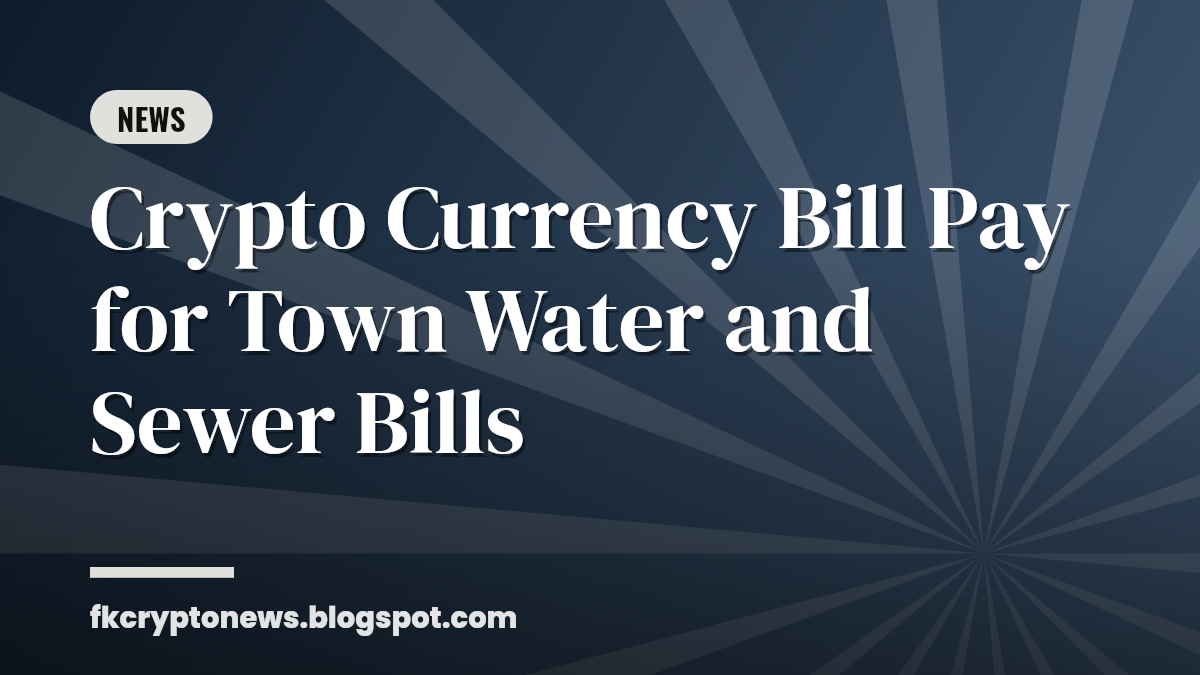 NEWS
Crypto Currency Bill Pay
for Town Water and
Sewer Bills
fkcryptonews.blogspot.com